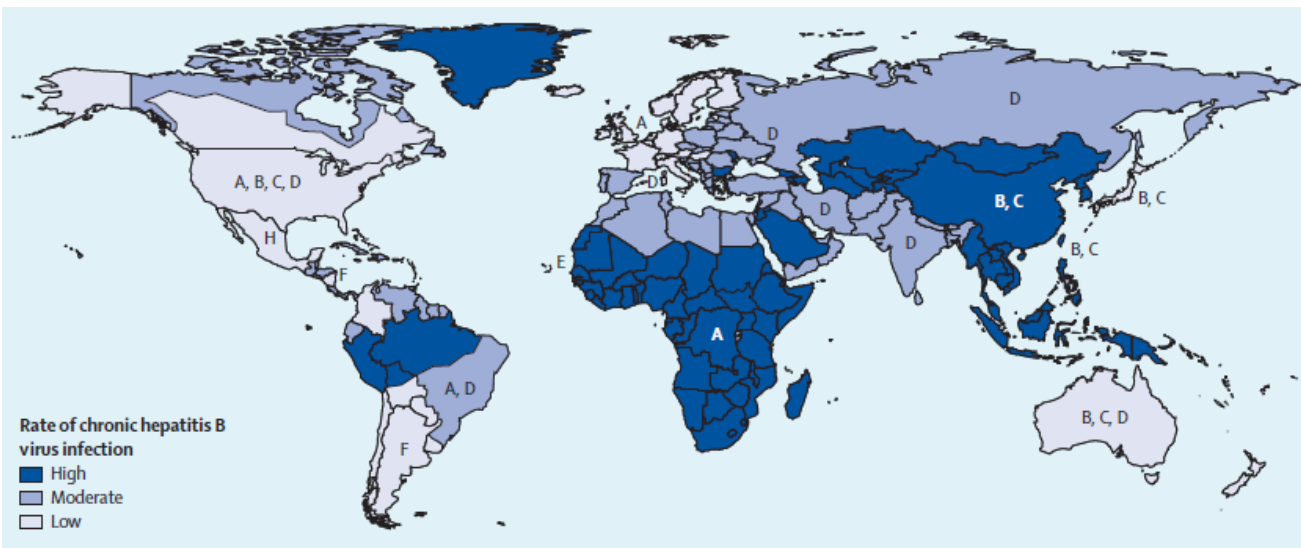 D
D
A
A, B, C, D
D
B, C
B, C
D
D
H
B, C
F
E
A
A, D
B, C, D
F
Rate of chronic hepatitis B
virus infection
High
Moderate
Low